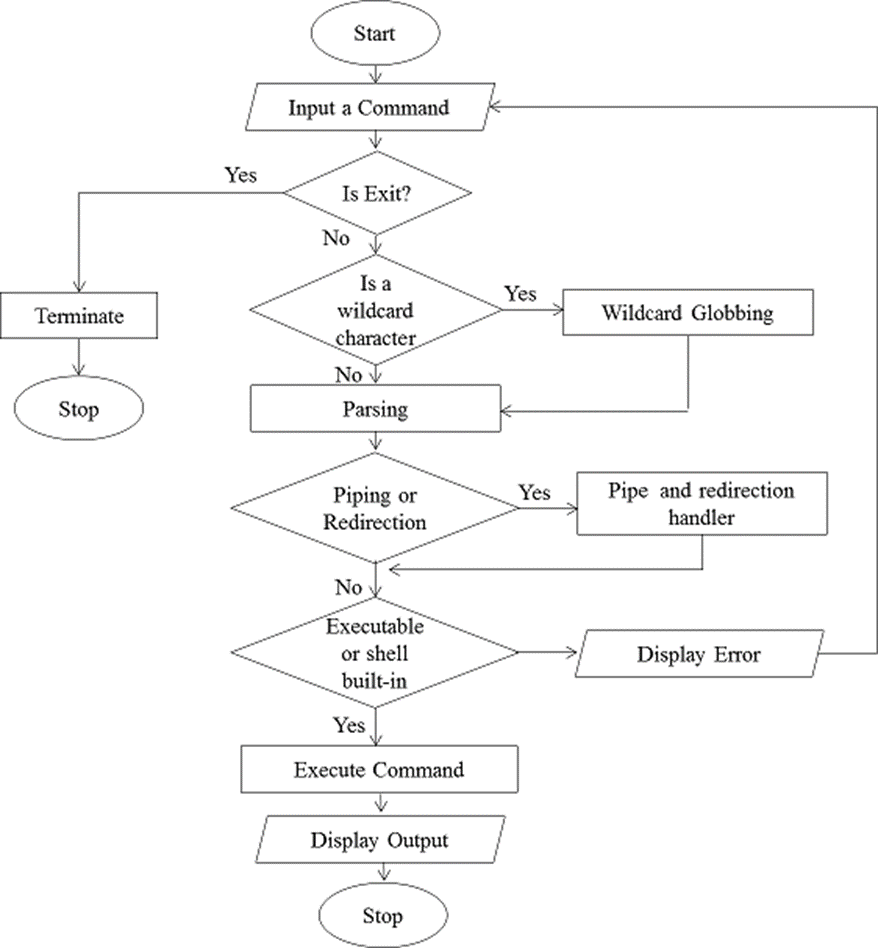 Start
Input a Command
Yes
Is Exit?
No
Is a
wildcard
character
Yes
Wildcard Globbing
Terminate
No
Stop
Parsing
Piping or
Redirection
Yes
Pipe and redirection
handler
No
Executable
or shell
built-in
Display Error
Yes
Execute Command
Display Output
Stop